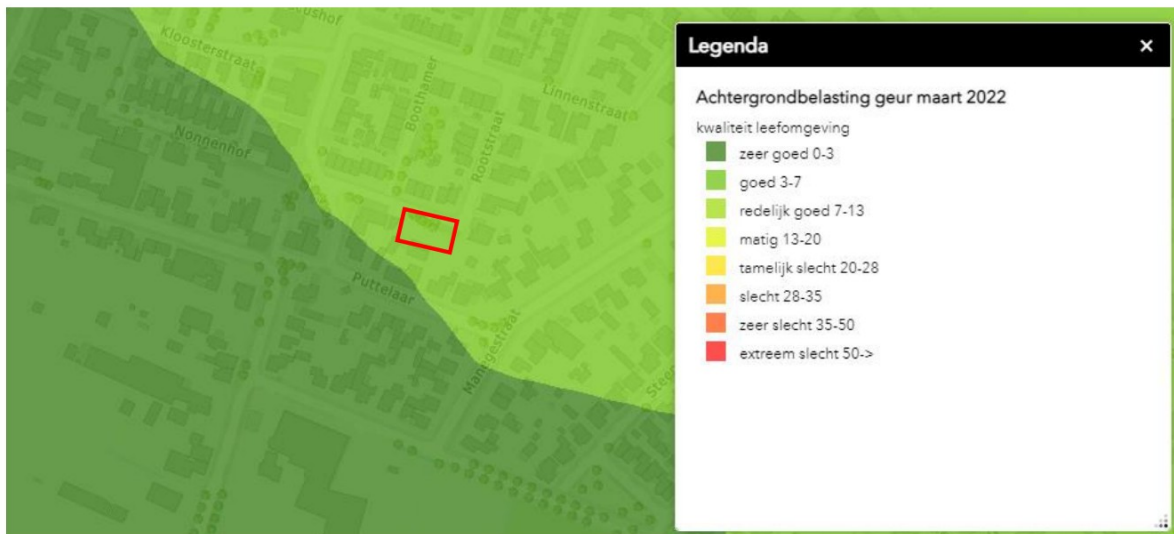 Kloosterstraat
Boothamer
Linnenstraat
Rootstraat
Nonnenhof
Puttelaar
Managestraat
Legenda
Achtergrondbelasting geur maart 2022
kwaliteit leefomgeving
zeer goed 0-3
goed 3-7
redelijk goed 7-13
matig 13-20
tamelijk slecht 20-28
slecht 28-35
zeer slecht 35-50
extreem slecht 50->